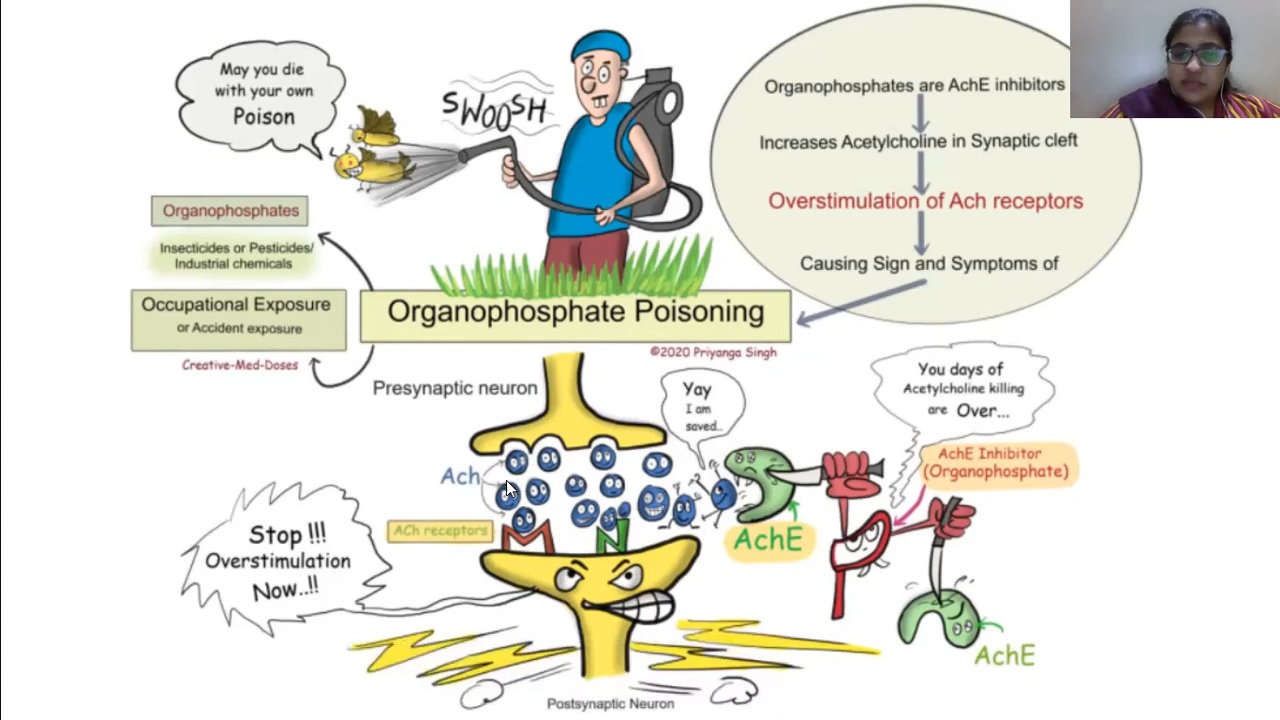 May you die
with your own
Poison
SWOOSH
Organophosphates are AchE inhibitors
Increases Acetylcholine in Synaptic cleft
Overstimulation of Ach receptors
Causing Sign and Symptoms of
Organophosphates
Insecticides or Pesticides/
Industrial chemicals
Occupational Exposure
or Accident exposure
Creative-Med-Doses
Organophosphate Poisoning
©2020 Priyanga Singh
Presynaptic neuron
Yay
I am
saved..
You days of
Acetylcholine killing
are Over...
AchE Inhibitor
(Organophosphate)
Ach
ACh receptors
M N
AchE
Stop !!!
Overstimulation
Now..!!
AchE
Postsynaptic Neuron